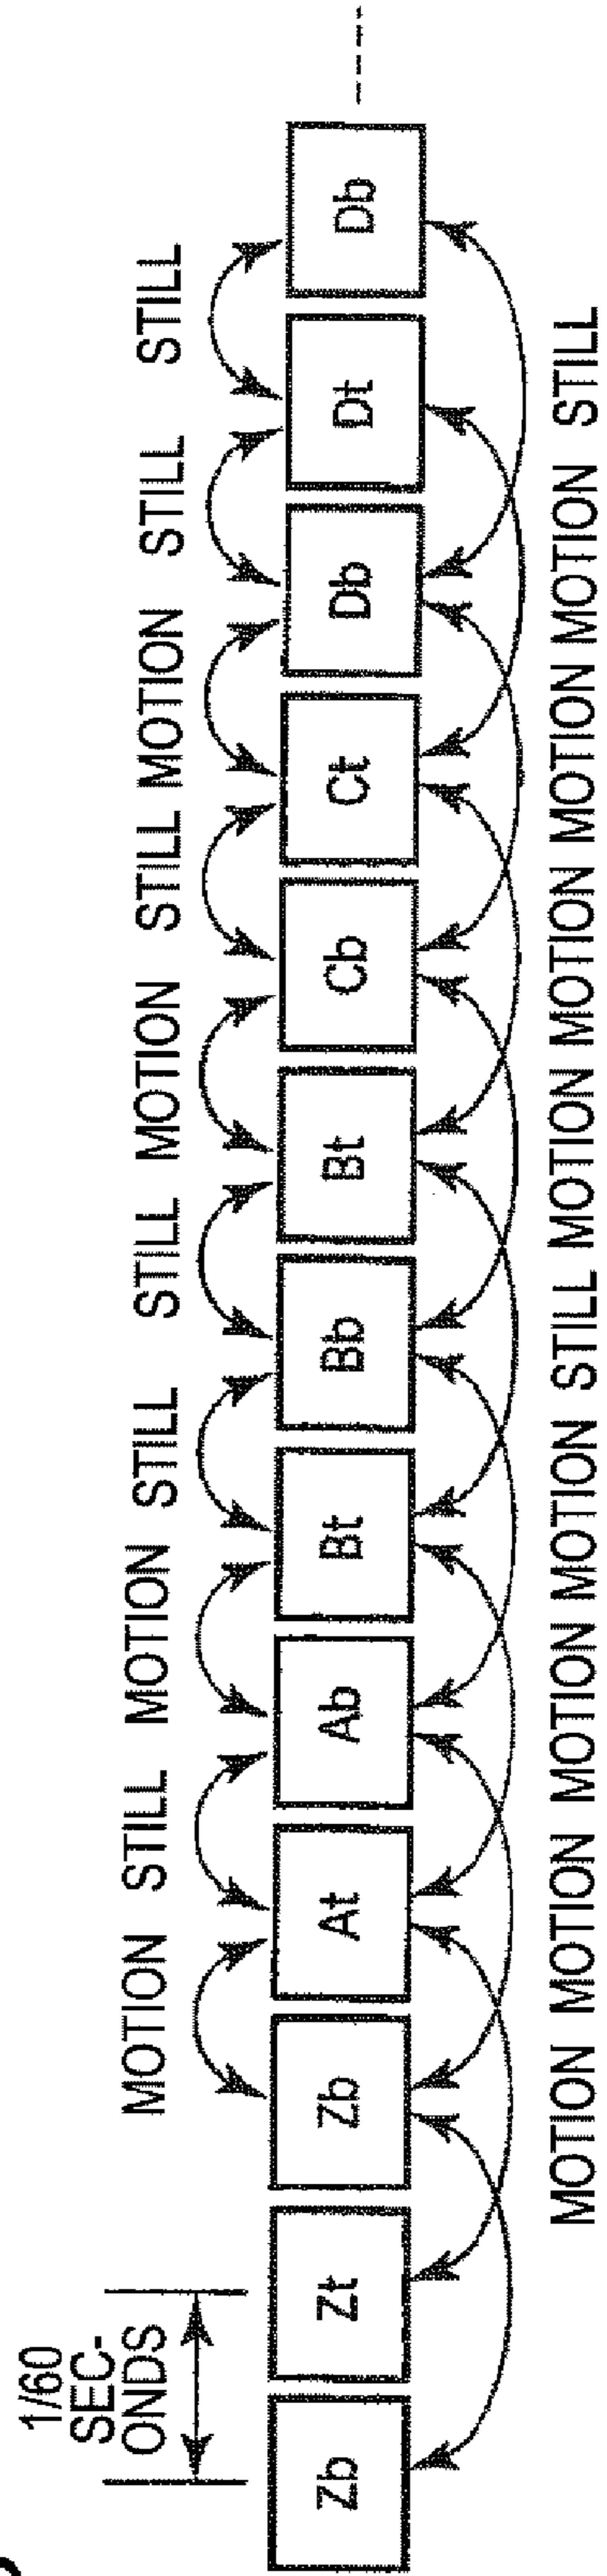 1/60
SEC-
ONDS
MOTION STILL MOTION STILL STILL MOTION STILL MOTION STILL STILL
Zb Zt Zb At Ab Bt Bb Bt Cb Ct Db Dt Db
MOTION MOTION MOTION MOTION STILL MOTION MOTION MOTION MOTION STILL